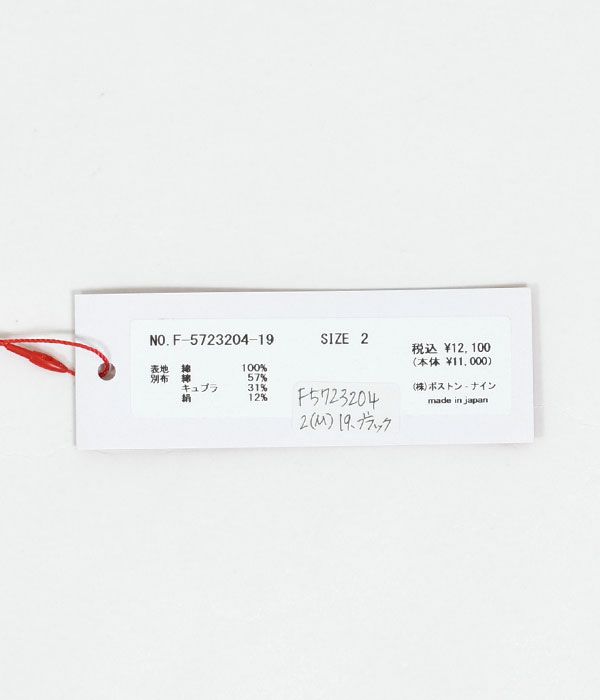 NO.F-5723204-19 SIZE 2
税込 ¥12,100
(本体 ¥11,000)
表地 綿 100%
別布 綿 57%
キュプラ 31%
絹 12%
(株)ボストン・ナイン
made in japan
F5723204
2(M) 19.ブラック